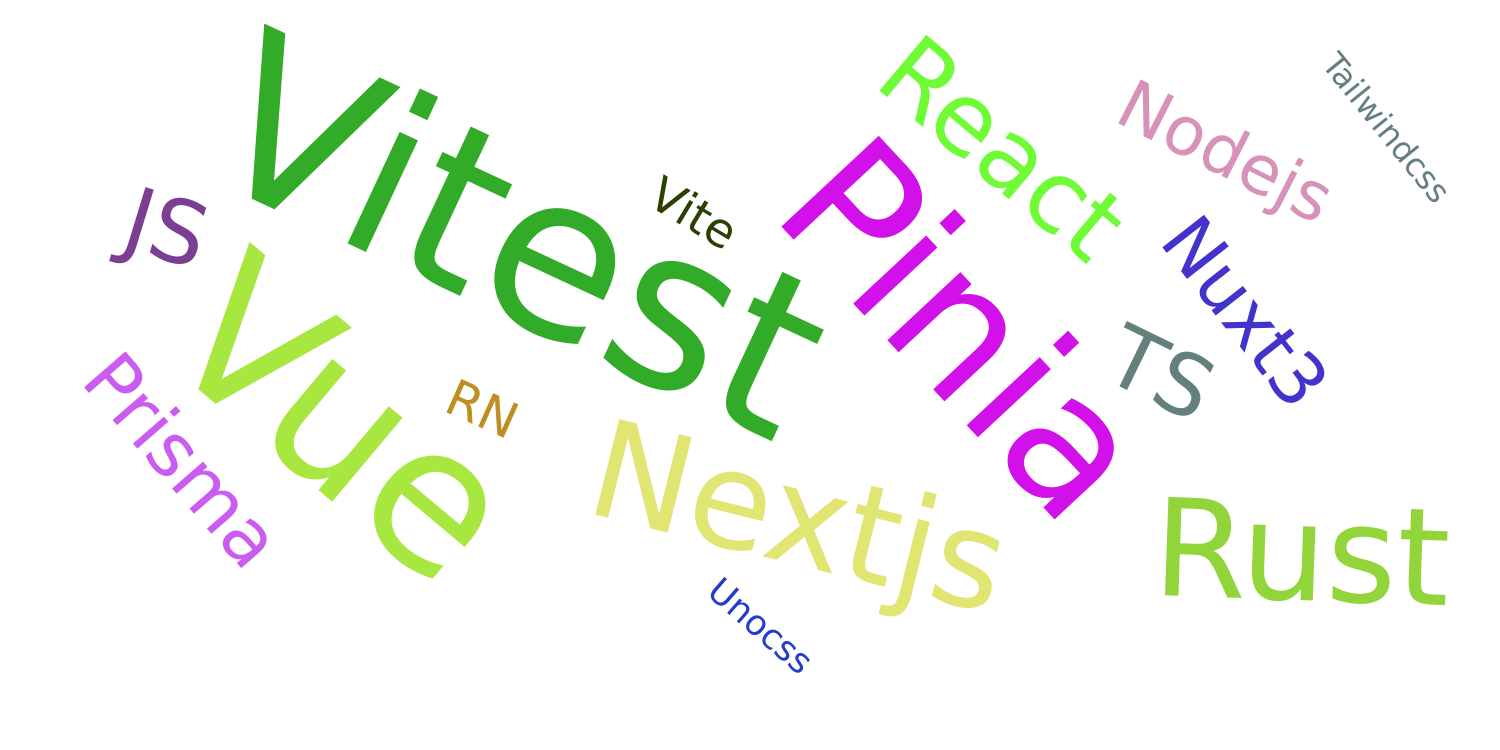 Vitest
React
Tailwindcss
Nodejs
Pinia
Vite
JS
Nuxt3
Vue
TS
Prisma
RN
Nextjs
Rust
Unocss